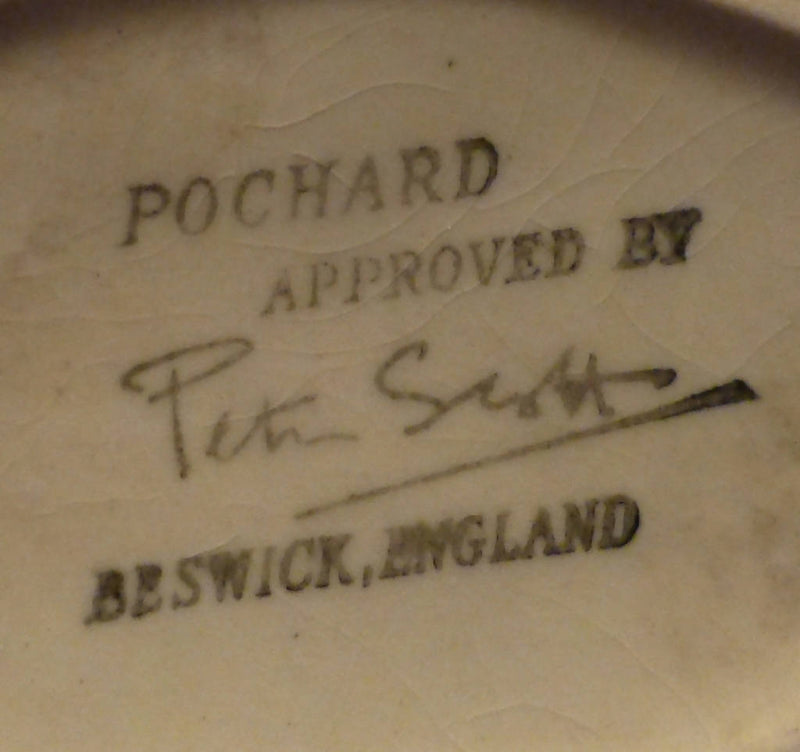 POCHARD
APPROVED BY
Peter Scott
BESWICK, ENGLAND